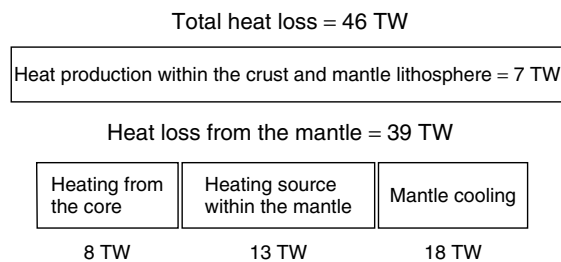 Total heat loss = 46 TW
Heat production within the crust and mantle lithosphere = 7 TW
Heat loss from the mantle = 39 TW
Heating from
the core
Heating source
within the mantle
Mantle cooling
8 TW
13 TW
18 TW